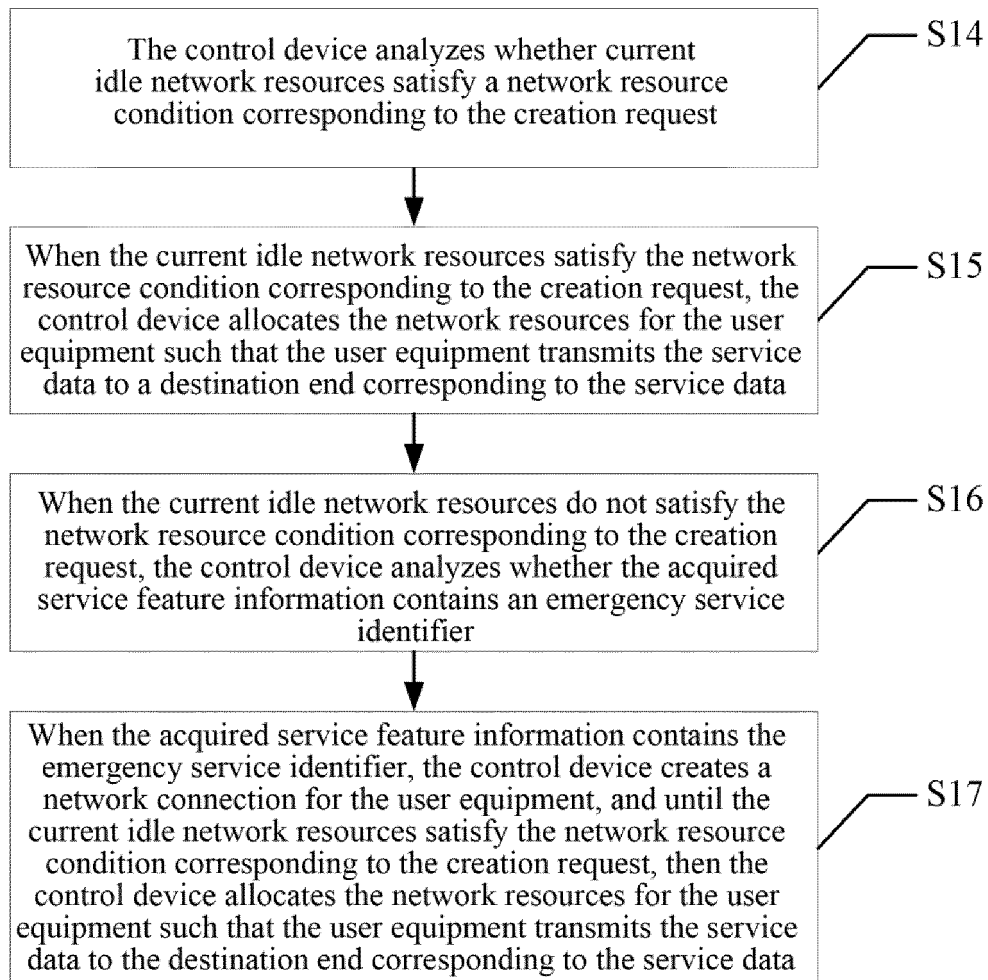 The control device analyzes whether current
idle network resources satisfy a network resource
condition corresponding to the creation request
S14
When the current idle network resources satisfy the network
resource condition corresponding to the creation request, the
control device allocates the network resources for the user
equipment such that the user equipment transmits the service
data to a destination end corresponding to the service data
S15
When the current idle network resources do not satisfy the
network resource condition corresponding to the creation
request, the control device analyzes whether the acquired
service feature information contains an emergency service
identifier
S16
When the acquired service feature information contains the
emergency service identifier, the control device creates a
network connection for the user equipment, and until the
current idle network resources satisfy the network resource
condition corresponding to the creation request, then the
control device allocates the network resources for the user
equipment such that the user equipment transmits the service
data to the destination end corresponding to the service data
S17